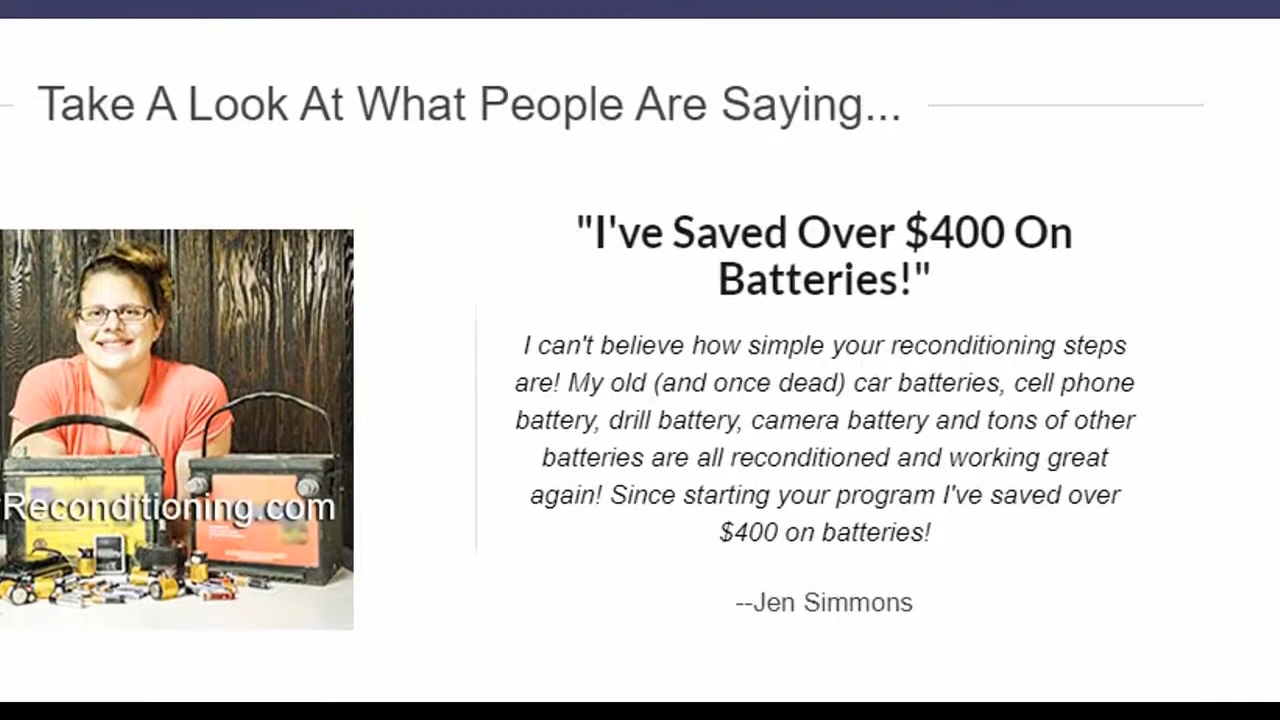 Take A Look At What People Are Saying...
"I've Saved Over $400 On
Batteries!"
I can't believe how simple your reconditioning steps
are! My old (and once dead) car batteries, cell phone
battery, drill battery, camera battery and tons of other
batteries are all reconditioned and working great
again! Since starting your program I've saved over
$400 on batteries!
--Jen Simmons
Reconditioning.com